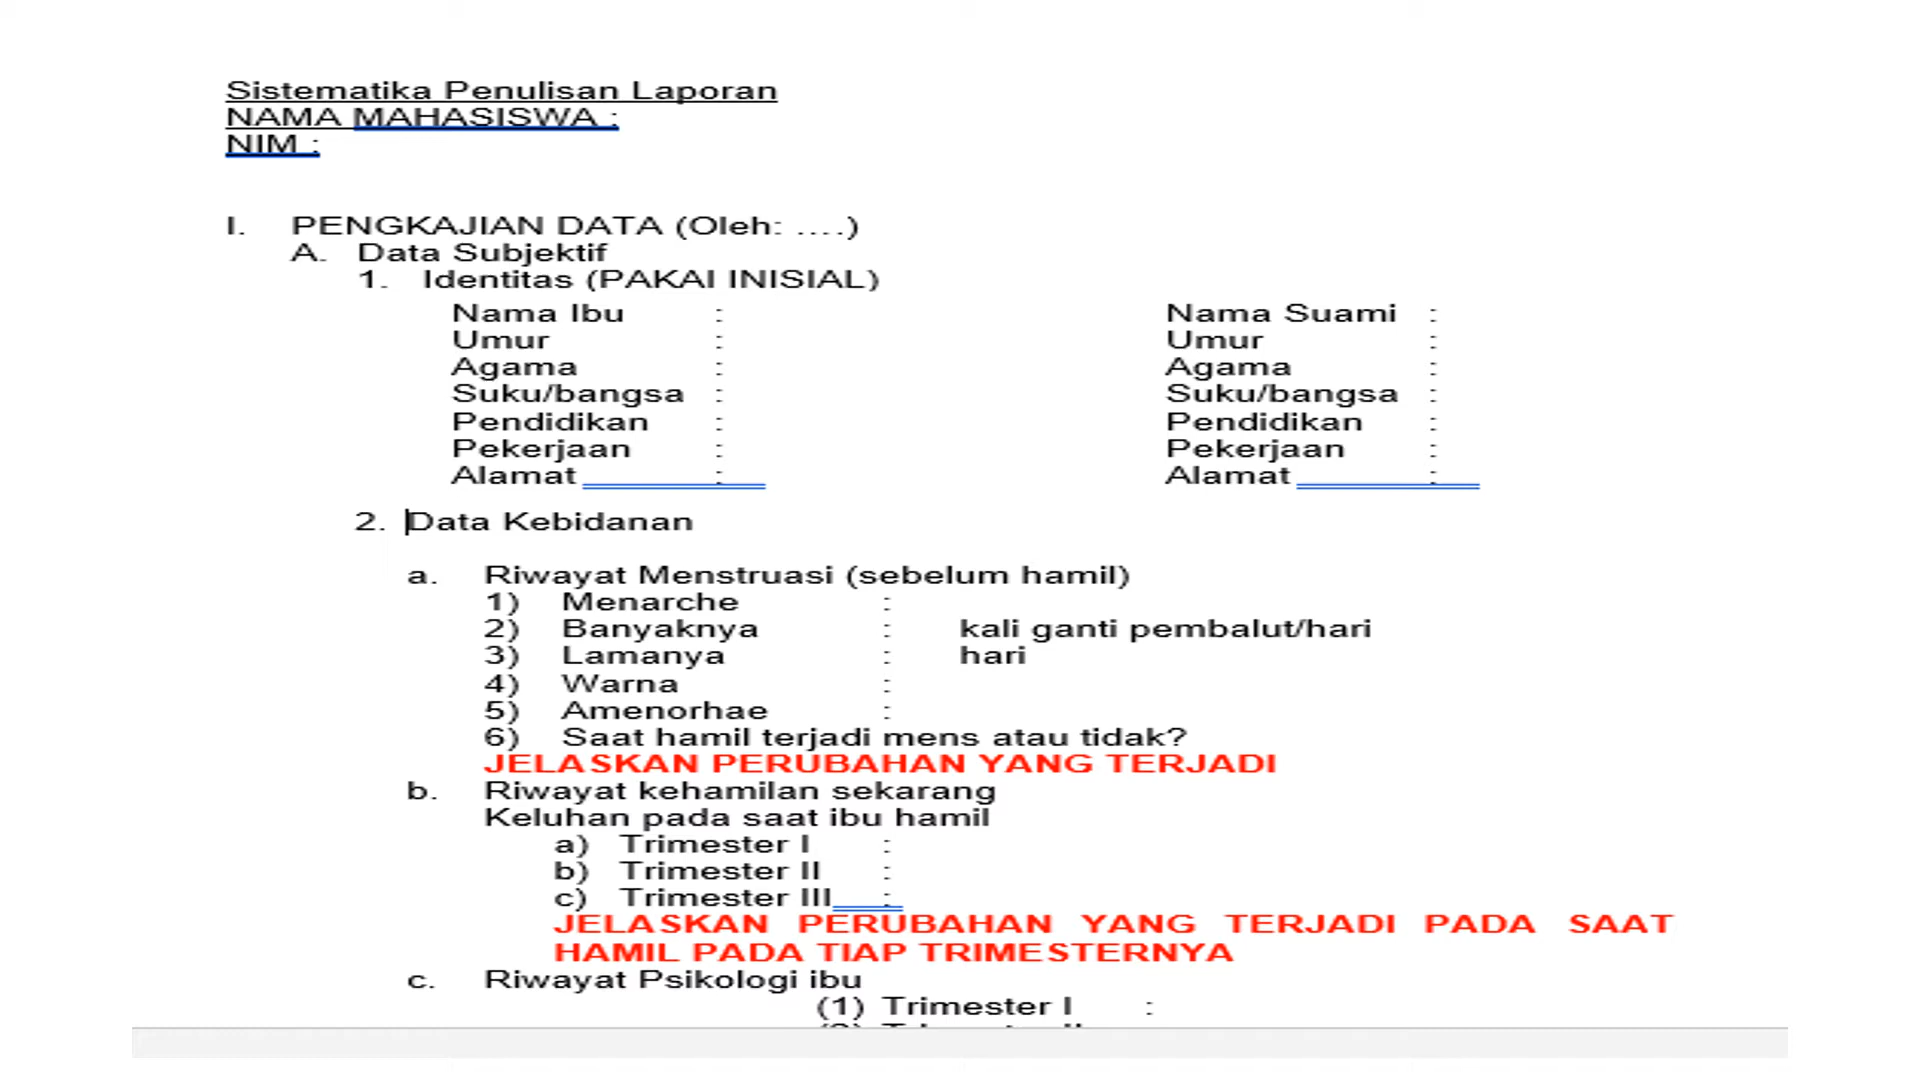 Sistematika Penulisan Laporan
NAMA MAHASISWA :
NIM :
I. PENGKAJIAN DATA (Oleh: ....)
A. Data Subjektif
1. Identitas (PAKAI INISIAL)
Nama Ibu : Nama Suami :
Umur : Umur :
Agama : Agama :
Suku/bangsa : Suku/bangsa :
Pendidikan : Pendidikan :
Pekerjaan : Pekerjaan :
Alamat : Alamat :
2. Data Kebidanan
a. Riwayat Menstruasi (sebelum hamil)
1) Menarche :
2) Banyaknya : kali ganti pembalut/hari
3) Lamanya : hari
4) Warna :
5) Amenorhae :
6) Saat hamil terjadi mens atau tidak?
JELASKAN PERUBAHAN YANG TERJADI
b. Riwayat kehamilan sekarang
Keluhan pada saat ibu hamil
a) Trimester I :
b) Trimester II :
c) Trimester III :
JELASKAN PERUBAHAN YANG TERJADI PADA SAAT
HAMIL PADA TIAP TRIMESTERNYA
c. Riwayat Psikologi ibu
(1) Trimester I :